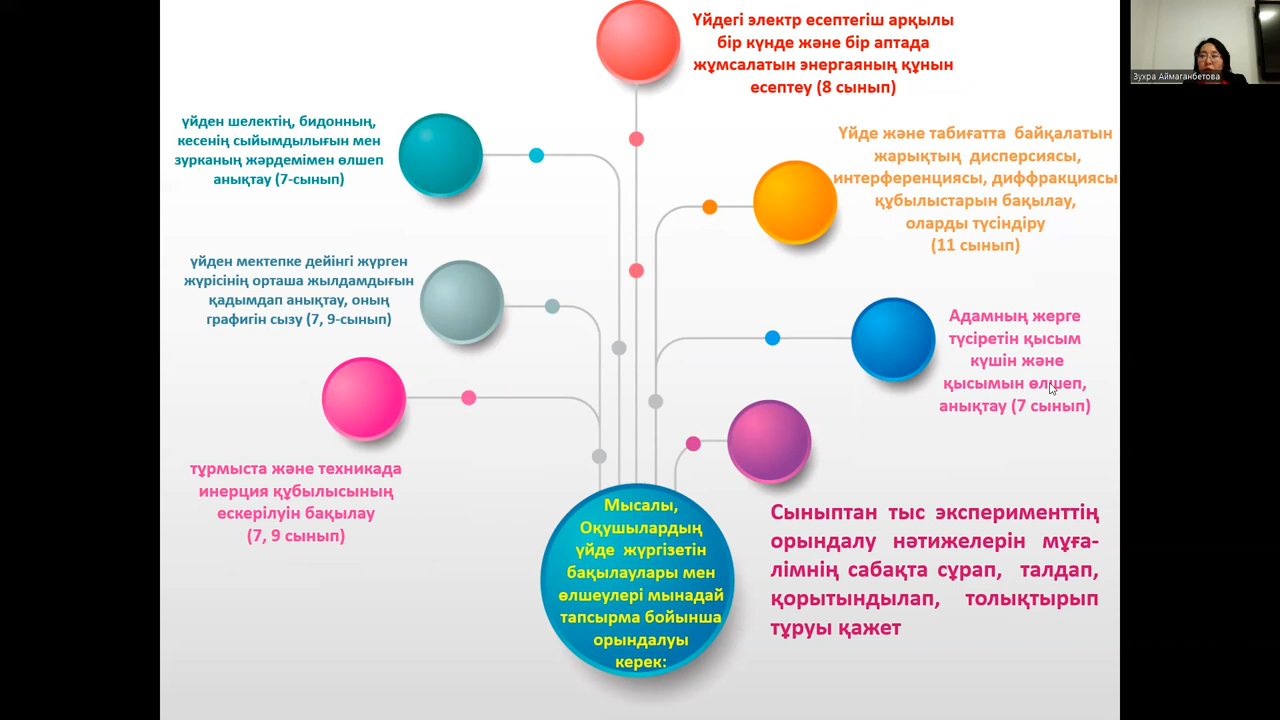 Үйдегі электр есептегіш арқылы
бір күнде және бір аптада
жұмсалатын энергаяның құнын
есептеу (8 сынып)
Зухра Аймаганбетова
үйден шелектің, бидонның,
кесенің сыйымдылығын мен
зурканың жәрдемімен өлшеп
анықтау (7-сынып)
Үйде және табиғатта байқалатын
жарықтың дисперсиясы,
интерференциясы, диффракциясы
құбылыстарын бақылау,
оларды түсіндіру
(11 сынып)
үйден мектепке дейінгі жүрген
жүрісінің орташа жылдамдығын
қадымдап анықтау, оның
графигін сызу (7, 9-сынып)
Адамның жерге
түсіретін қысым
күшін және
қысымын өлшеп,
анықтау (7 сынып)
тұрмыста және техникада
инерция құбылысының
ескерілуін бақылау
(7, 9 сынып)
Мысалы,
Оқушылардың
үйде жүргізетін
бақылаулары мен
өлшеулері мынадай
тапсырма бойынша
орындалуы
керек:
Сыныптан тыс эксперименттің
орындалу нәтижелерін мұға-
лімнің сабақта сұрап, талдап,
қорытындылап, толықтырып
тұруы қажет